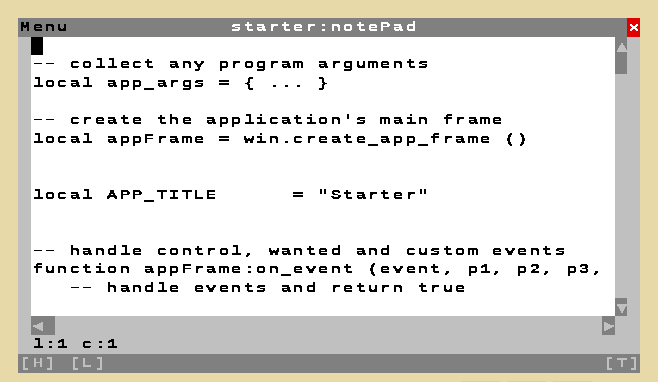 Menu starter:notePad x
-- collect any program arguments
local app_args = { ... }
-- create the application's main frame
local appFrame = win.create_app_frame ()
local APP_TITLE      = "Starter"
-- handle control, wanted and custom events
function appFrame:on_event (event, p1, p2, p3,
   -- handle events and return true
l:1 c:1
[H] [L] [T]